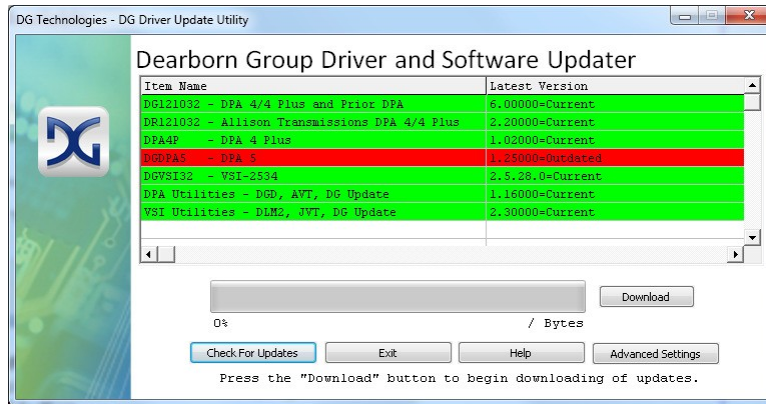 DG Technologies - DG Driver Update Utility
Dearborn Group Driver and Software Updater
Item Name Latest Version
DG121032 - DPA 4/4 Plus and Prior DPA 6.00000=Current
DR121032 - Allison Transmissions DPA 4/4 Plus 2.20000=Current
DPA4P - DPA 4 Plus 1.02000=Current
DGDPA5 - DPA 5 1.25000=Outdated
DGVSI32 - VSI-2534 2.5.28.0=Current
DPA Utilities - DGD, AVT, DG Update 1.16000=Current
VSI Utilities - DLM2, JVT, DG Update 2.30000=Current
DG
Download
0% / Bytes
Check For Updates Exit Help Advanced Settings
Press the "Download" button to begin downloading of updates.